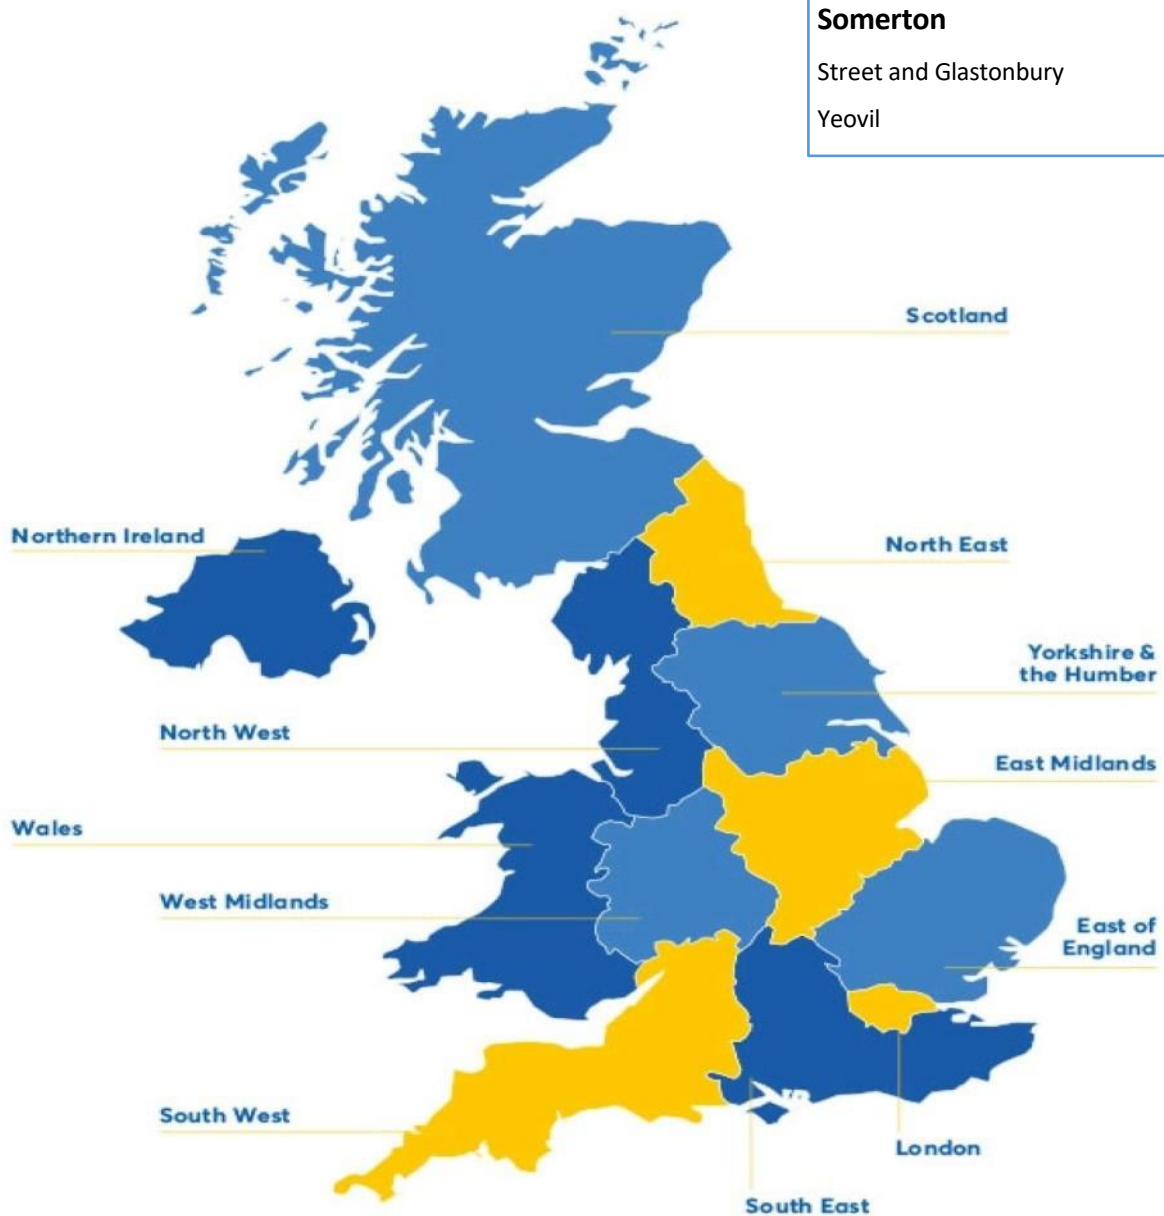 Somerton
Street and Glastonbury
Yeovil
Scotland
Northern Ireland
North East
Yorkshire &
the Humber
North West
East Midlands
Wales
West Midlands
East of
England
South West
London
South East